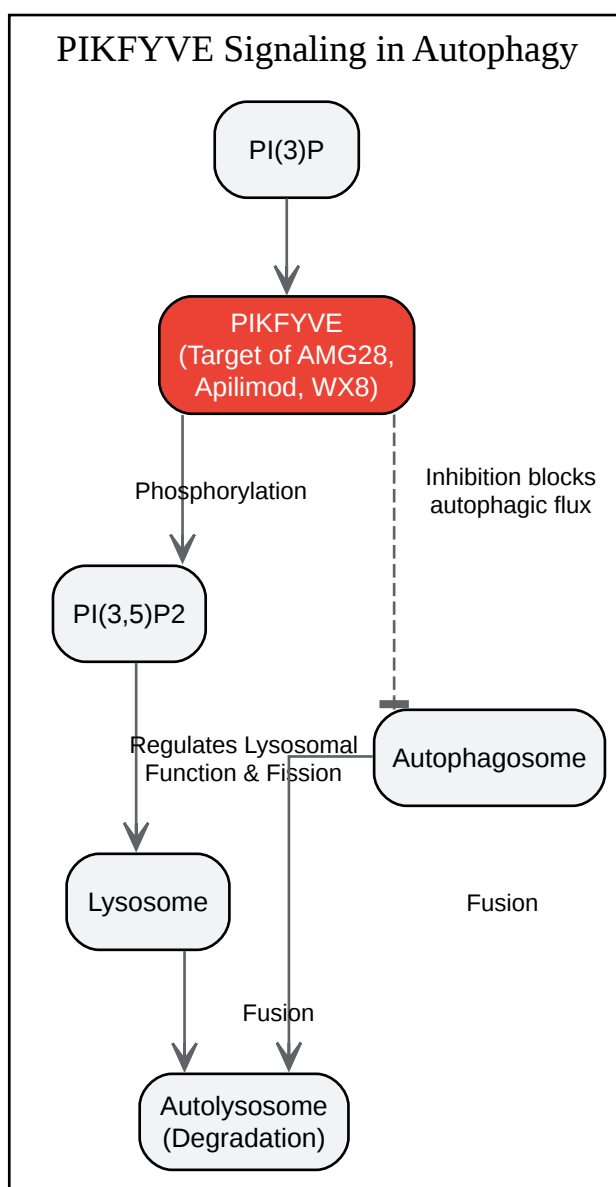 PIKFYVE Signaling in Autophagy
PI(3)P
PIKFYVE
(Target of AMG28,
Apilimod, WX8)
Phosphorylation
Inhibition blocks
autophagic flux
PI(3,5)P2
Regulates Lysosomal
Function & Fission
Autophagosome
Lysosome
Fusion
Fusion
Autolysosome
(Degradation)